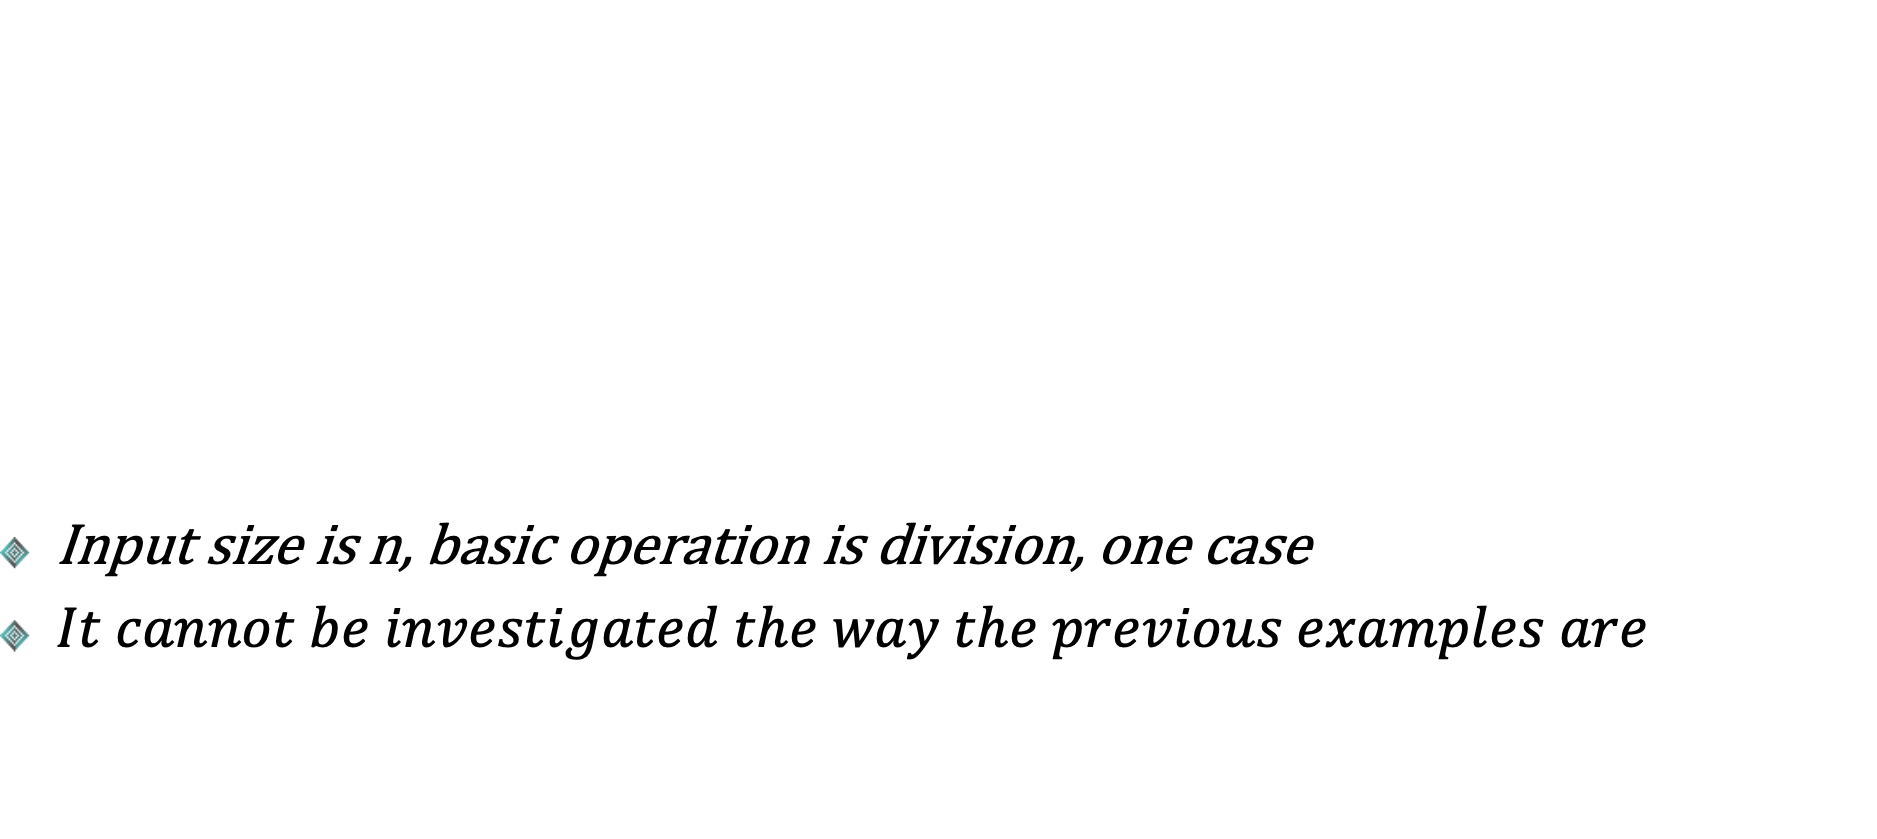 Input size is n, basic operation is division, one case
It cannot be investigated the way the previous examples are